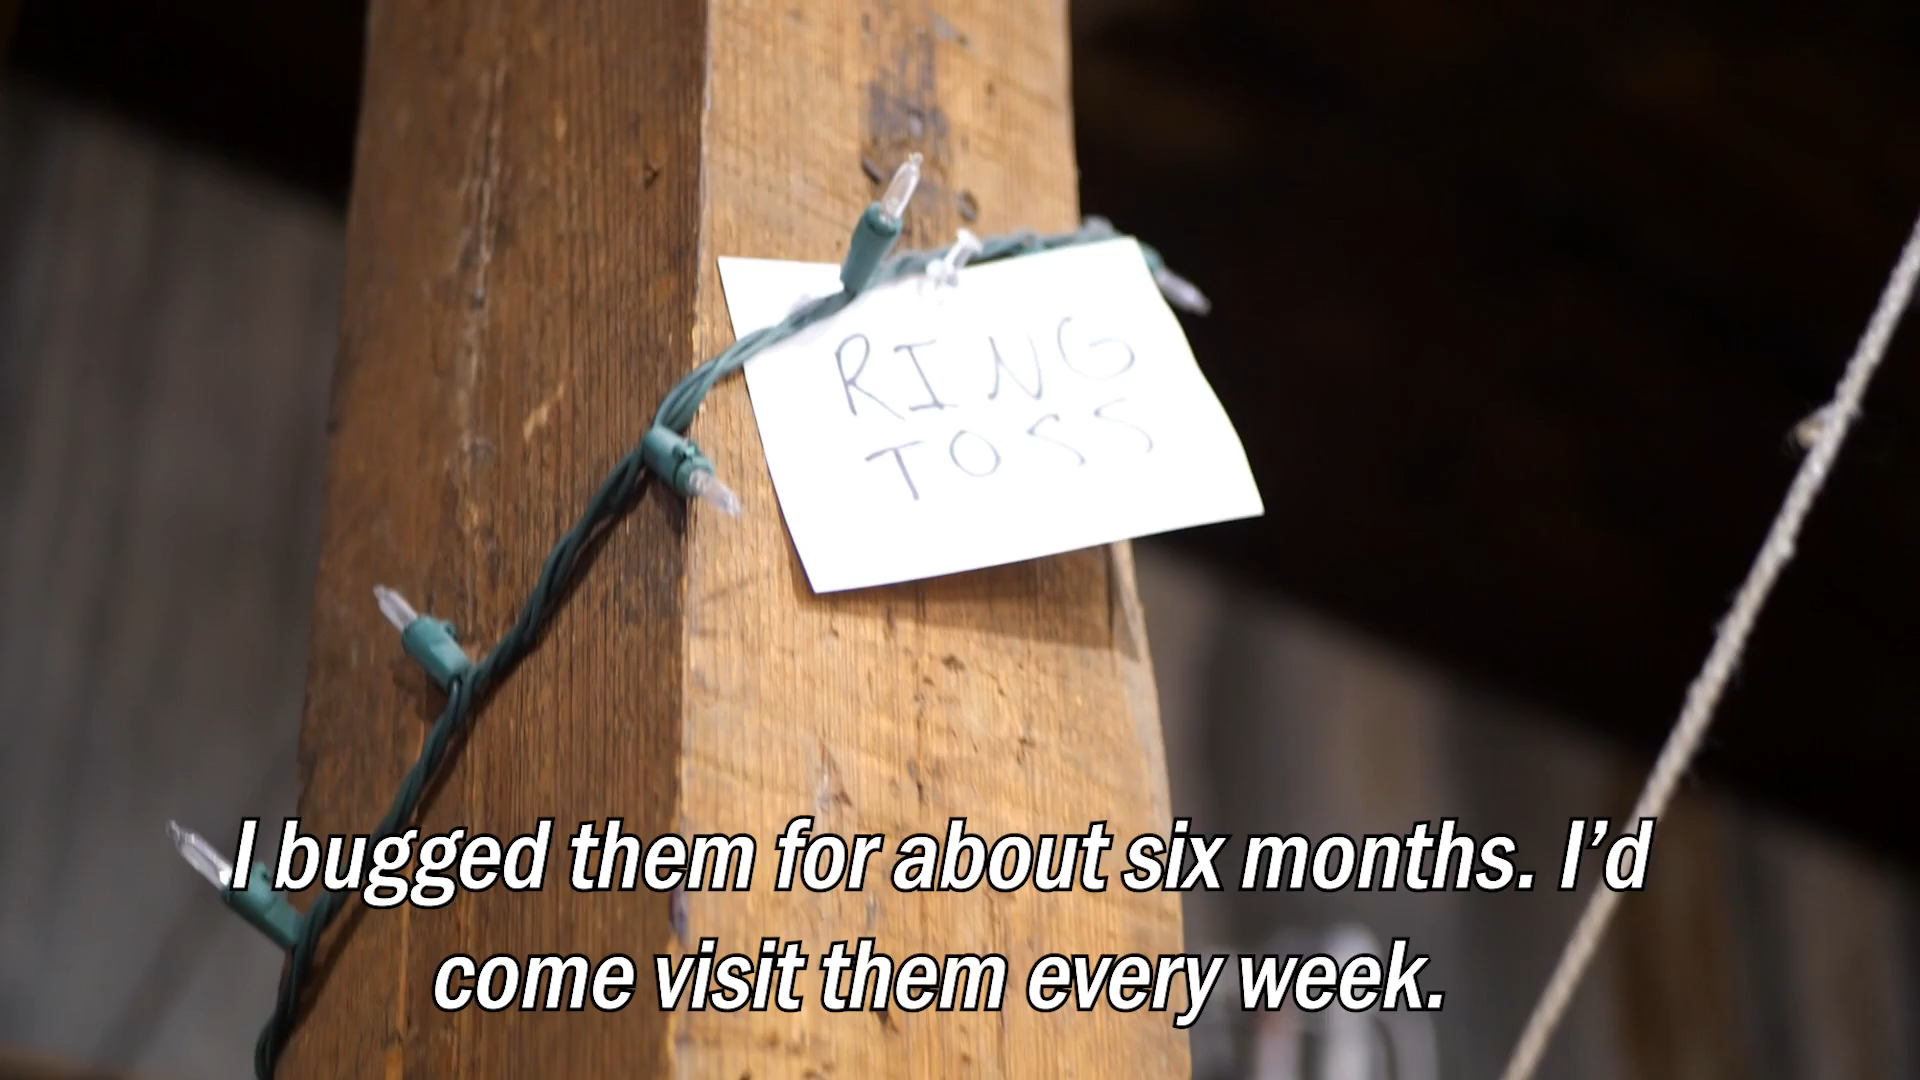 RING
TOSS
I bugged them for about six months. I’d
come visit them every week.